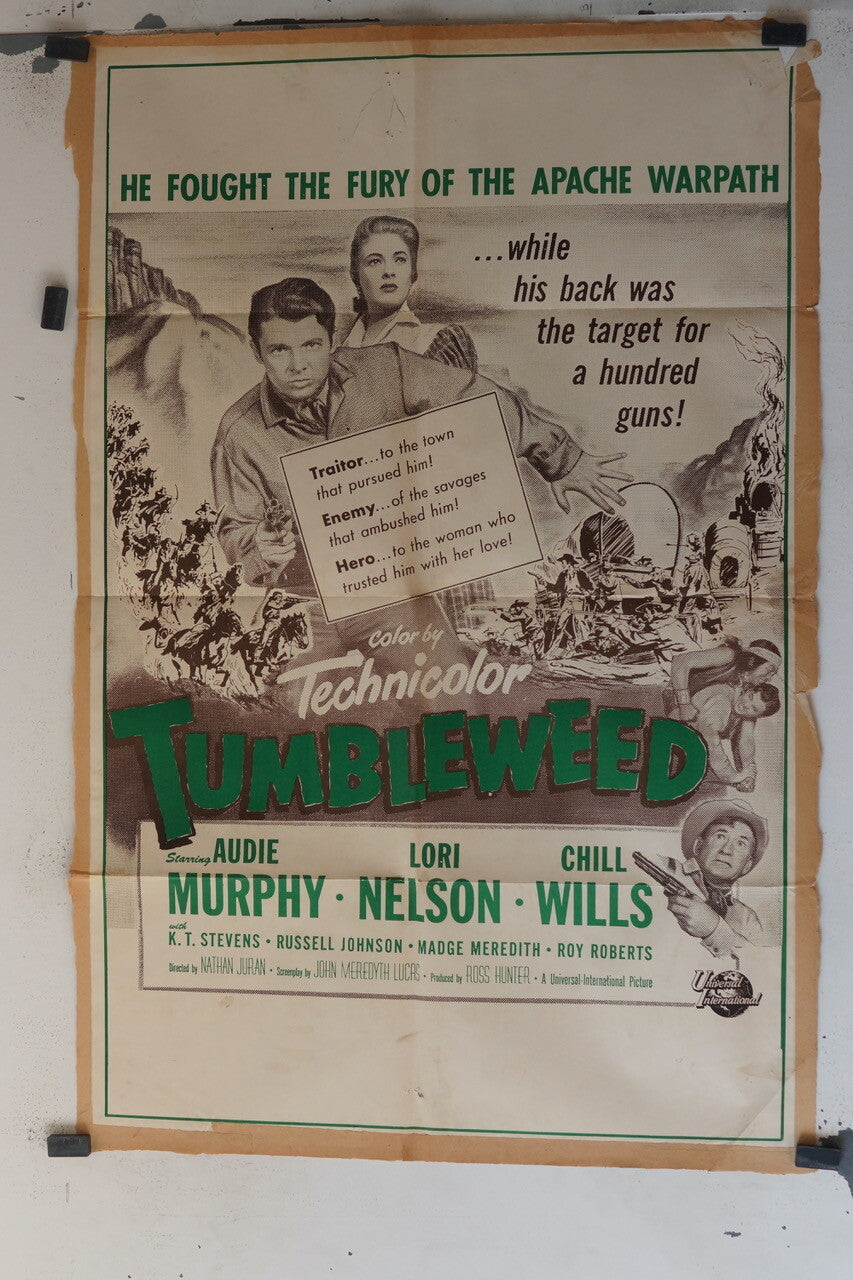 HE FOUGHT THE FURY OF THE APACHE WARPATH
...while
his back was
the target for
a hundred
guns!
Traitor...to the town
that pursued him!
Enemy...of the savages
that ambushed him!
Hero...to the woman who
trusted him with her love!
Color by
Technicolor
TUMBLEWEED
Starring AUDIE MURPHY · LORI NELSON · CHILL WILLS
with
K. T. STEVENS · RUSSELL JOHNSON · MADGE MEREDITH · ROY ROBERTS
Directed by NATHAN JURAN · Screenplay by JOHN MEREDYTH LUCAS · Produced by ROSS HUNTER · A Universal-International Picture
Universal
International